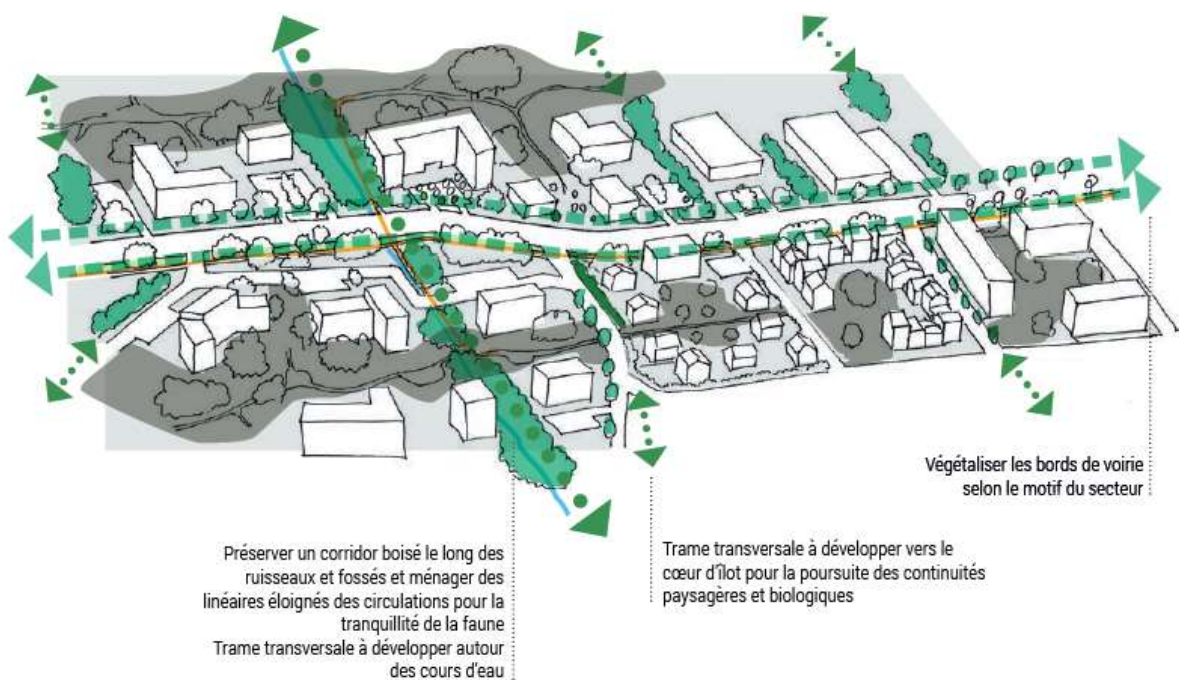 Végétaliser les bords de voirie
selon le motif du secteur
Préserver un corridor boisé le long des
ruisseaux et fossés et ménager des
linéaires éloignés des circulations pour la
tranquillité de la faune
Trame transversale à développer autour
des cours d'eau
Trame transversale à développer vers le
cœur d'îlot pour la poursuite des continuités
paysagères et biologiques